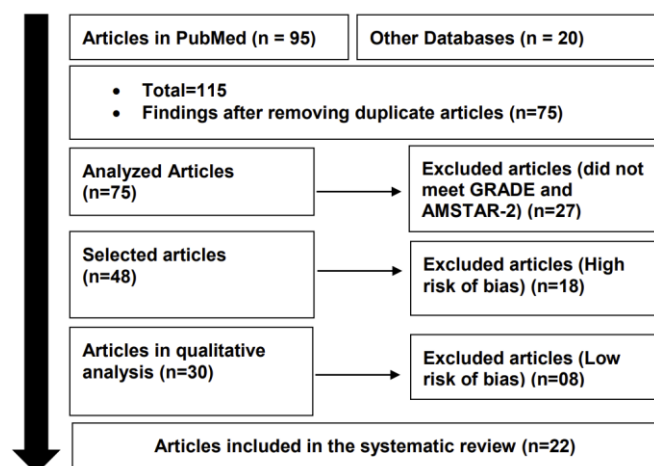 Articles in PubMed (n = 95)
Other Databases (n = 20)
• Total=115
• Findings after removing duplicate articles (n=75)
Analyzed Articles
(n=75)
Excluded articles (did not
meet GRADE and
AMSTAR-2) (n=27)
Selected articles
(n=48)
Excluded articles (High
risk of bias) (n=18)
Articles in qualitative
analysis (n=30)
Excluded articles (Low
risk of bias) (n=08)
Articles included in the systematic review (n=22)